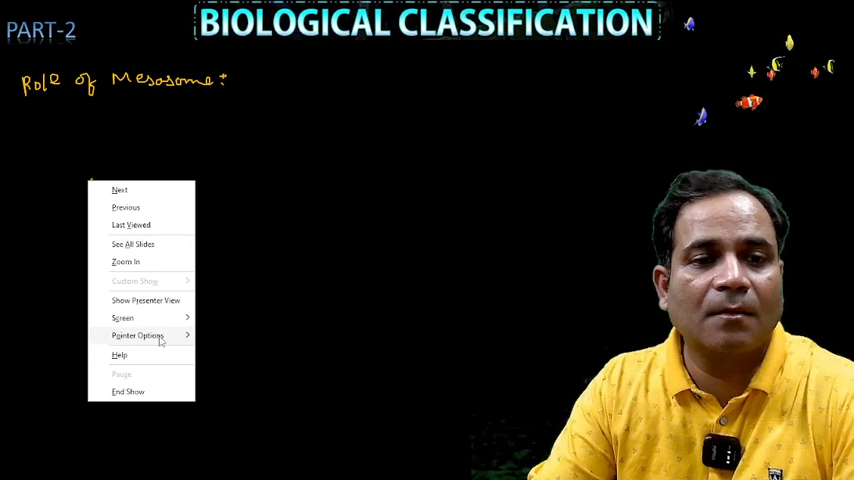 PART-2
BIOLOGICAL CLASSIFICATION
Role of Mesosome:
Next
Previous
Last Viewed
See All Slides
Zoom In
Custom Show
Show Presenter View
Screen
Pointer Options
Help
Pause
End Show